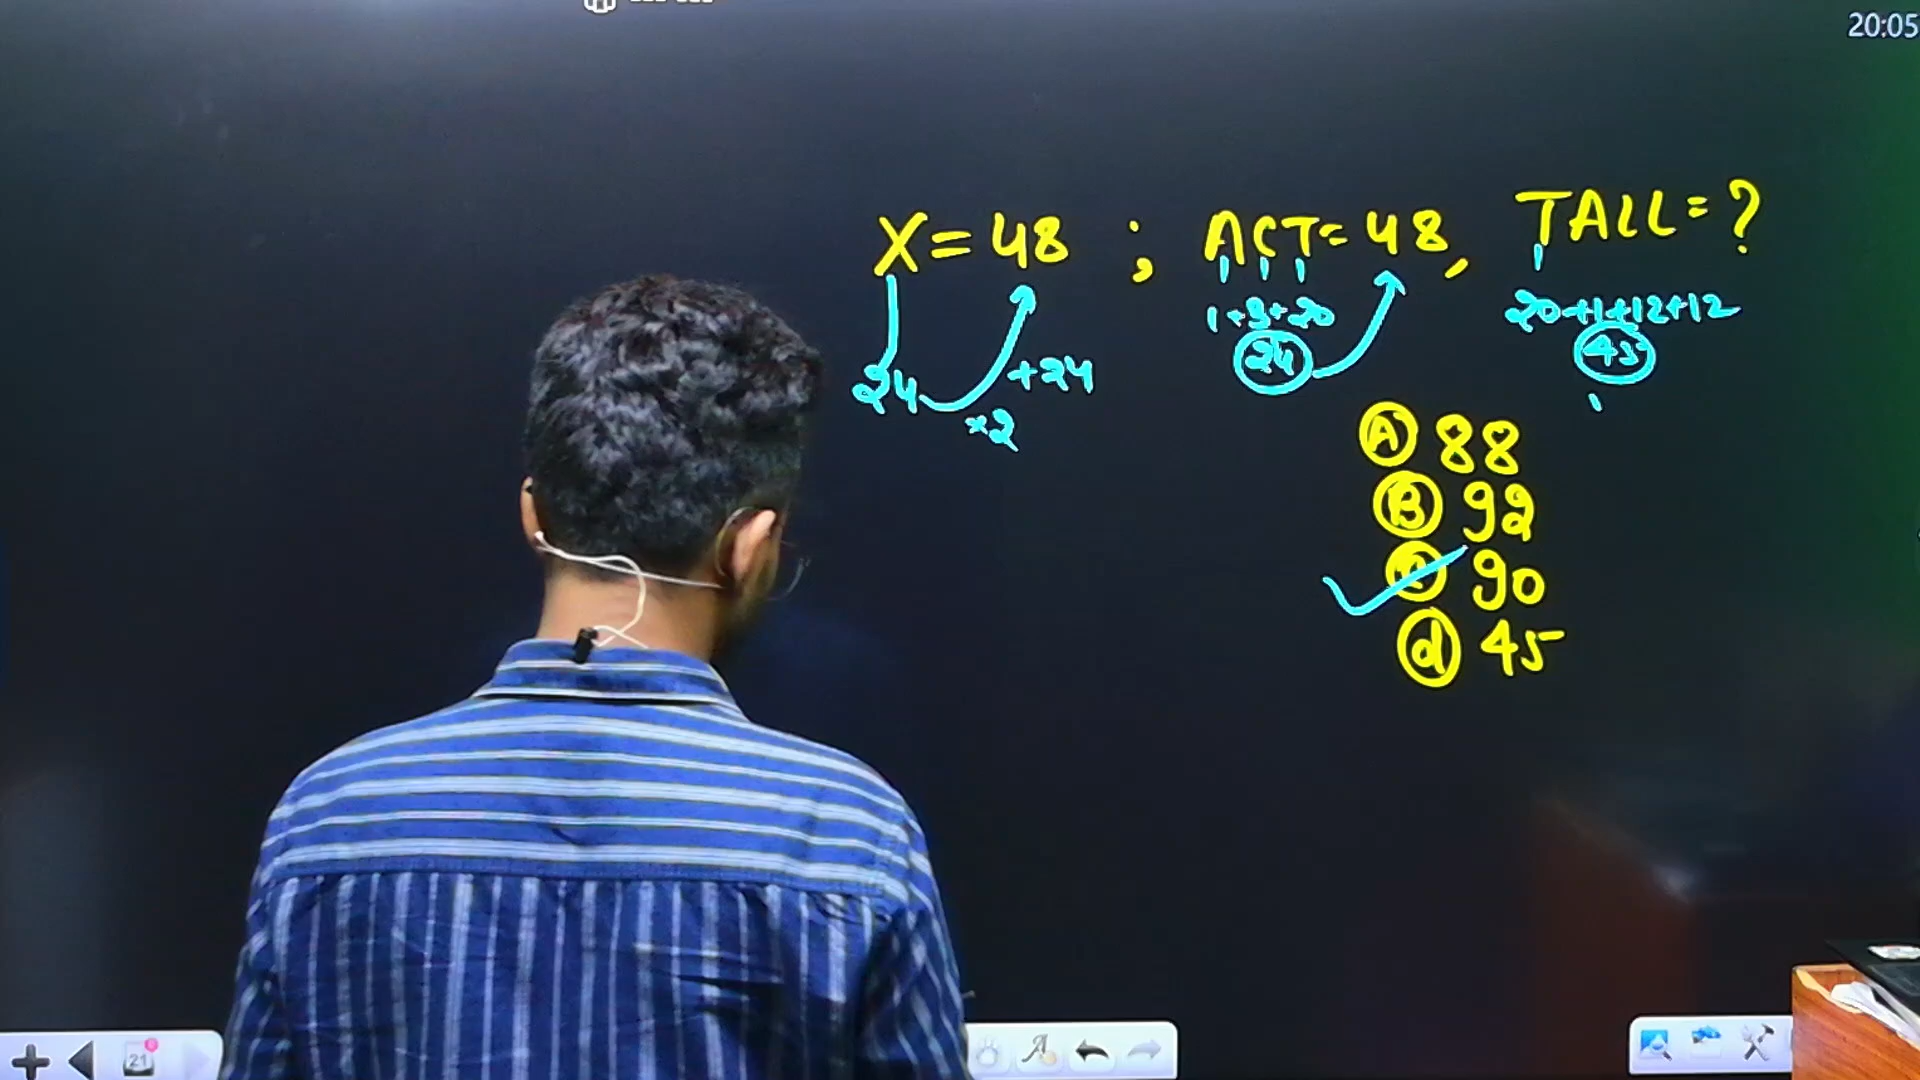 20:05
X = 48 ; ACT = 48, TALL = ?
1+3+20
20+1+12+12
24
+24
×2
24
45
A 88
B 92
90
d 45
21